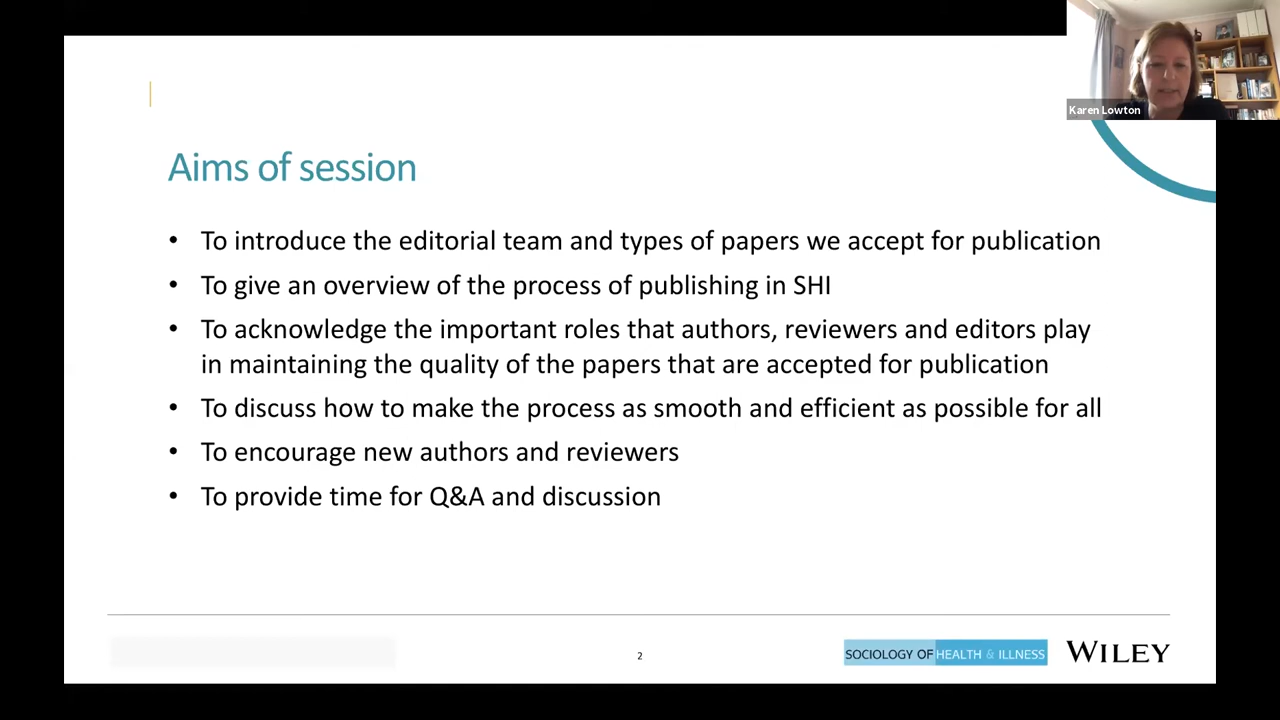 Karen Lowton
Aims of session
• To introduce the editorial team and types of papers we accept for publication
• To give an overview of the process of publishing in SHI
• To acknowledge the important roles that authors, reviewers and editors play
in maintaining the quality of the papers that are accepted for publication
• To discuss how to make the process as smooth and efficient as possible for all
• To encourage new authors and reviewers
• To provide time for Q&A and discussion
2
SOCIOLOGY OF HEALTH & ILLNESS
WILEY